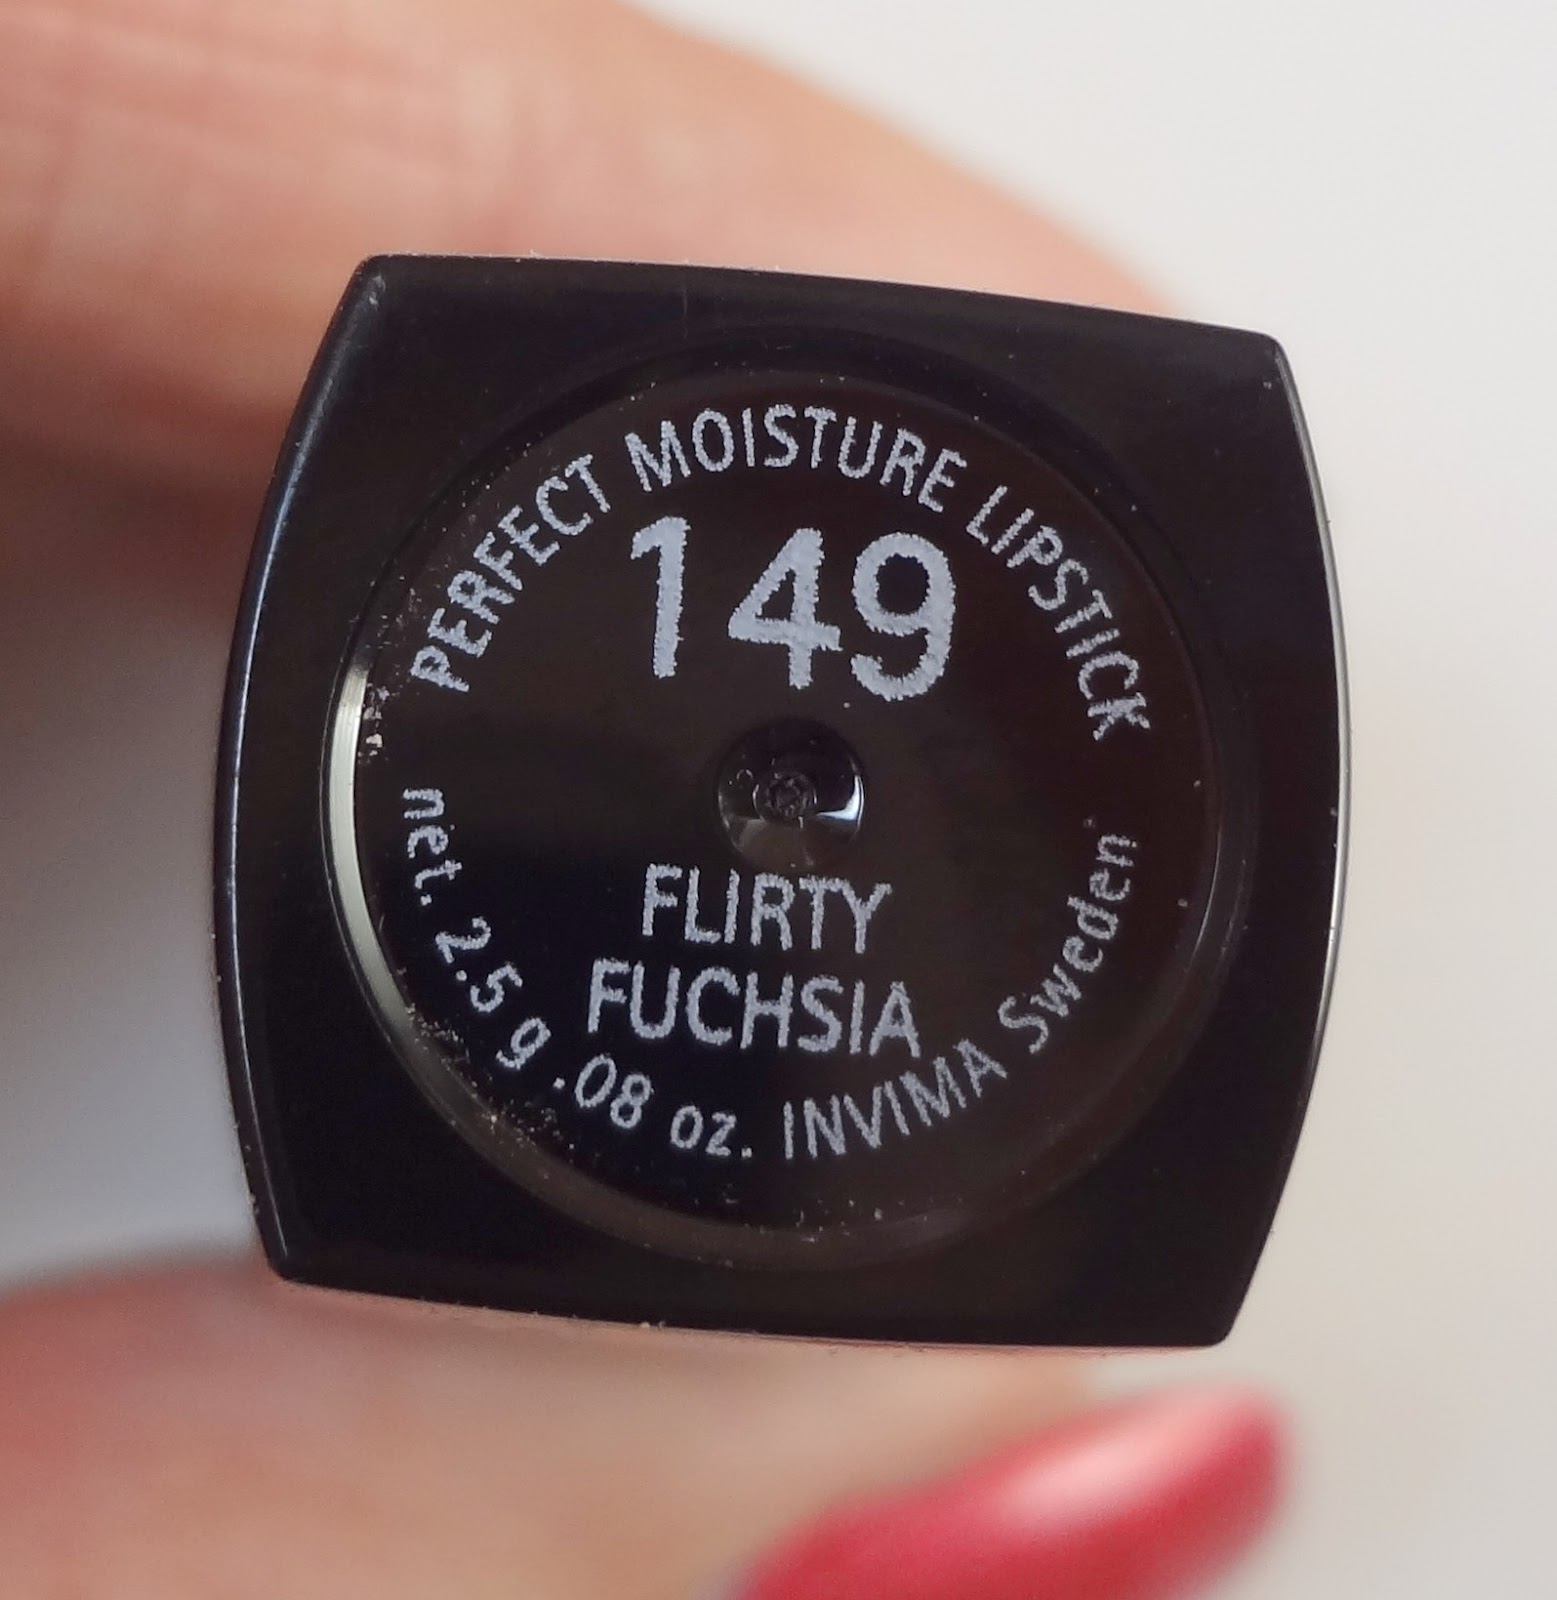 PERFECT MOISTURE LIPSTICK
149
FLIRTY
FUCHSIA
net. 2.5 g .08 oz. INVIMA Sweden